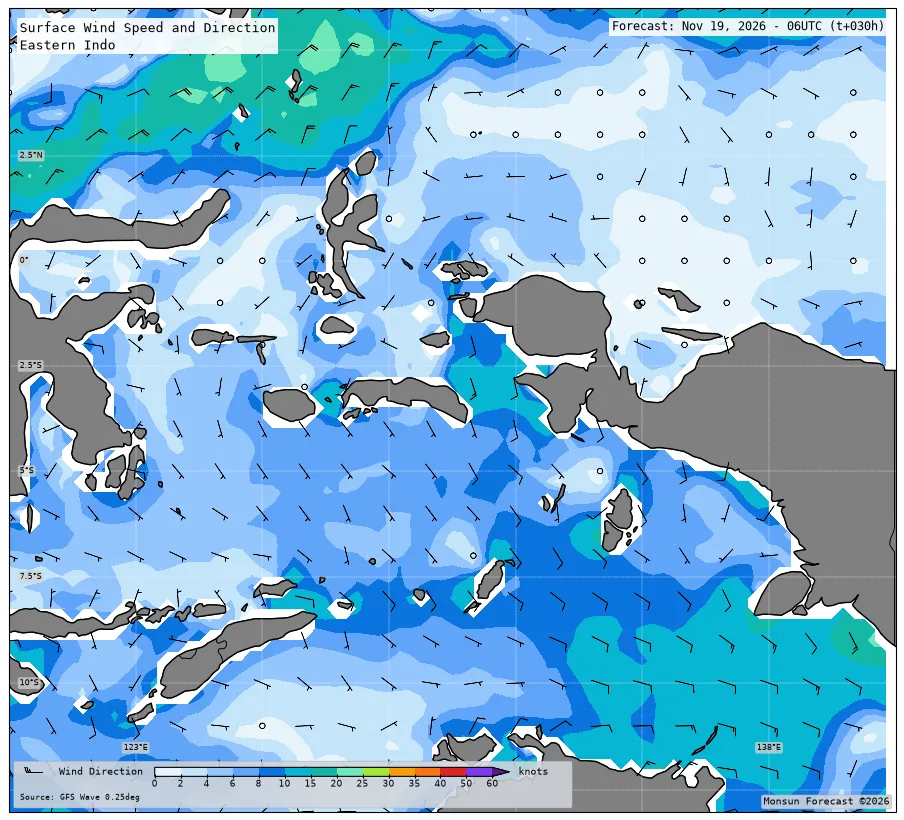 Surface Wind Speed and Direction
Eastern Indo
Forecast: Nov 19, 2026 - 06UTC (t+030h)
2.5°N
0°
2.5°S
5°S
7.5°S
10°S
123°E
138°E
Wind Direction
knots
0 2 4 6 8 10 15 20 25 30 35 40 50 60
Source: GFS Wave 0.25deg
Monsun Forecast ©2026